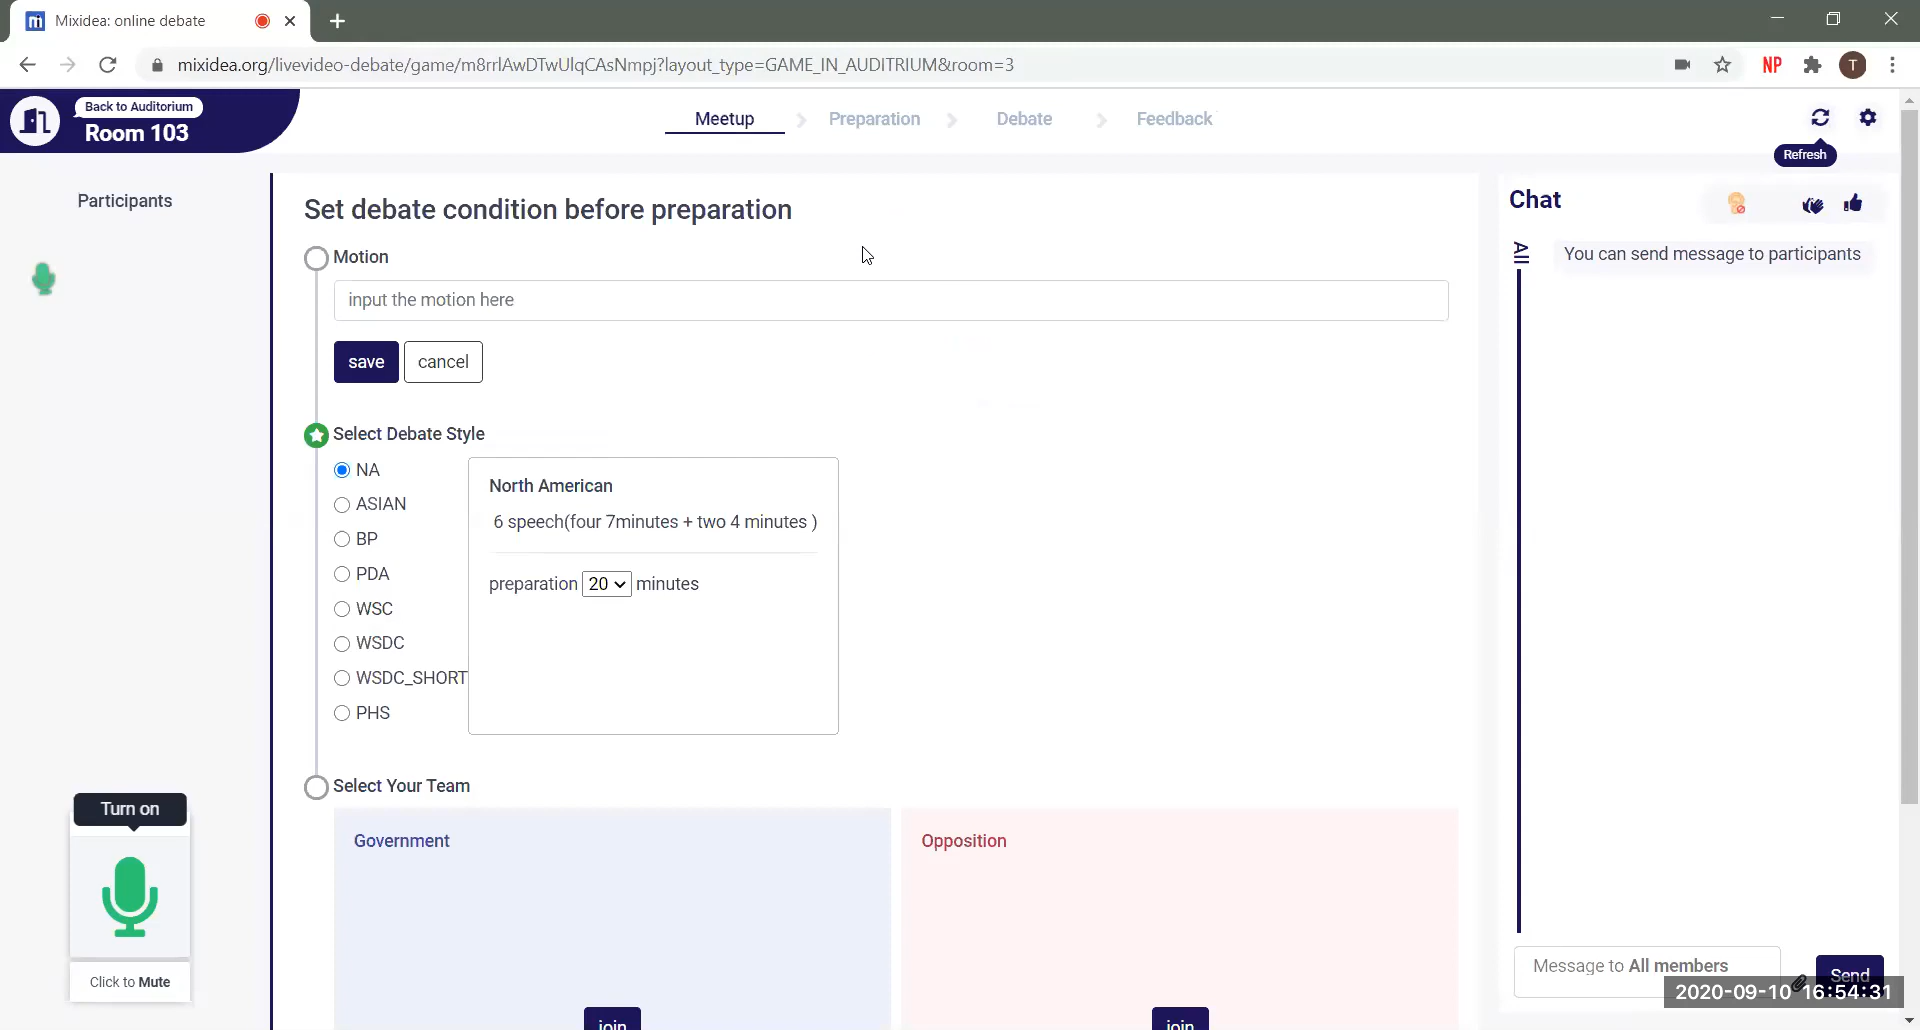 Mixidea: online debate
mixidea.org/livevideo-debate/game/m8rrlAwDTwUlqCAsNmpj?layout_type=GAME_IN_AUDITRIUM&room=3
NP
T
Back to Auditorium
Room 103
Meetup
Preparation
Debate
Feedback
Refresh
Participants
Set debate condition before preparation
Motion
input the motion here
save
cancel
Select Debate Style
NA
ASIAN
BP
PDA
WSC
WSDC
WSDC_SHORT
PHS
North American
6 speech(four 7minutes + two 4 minutes )
preparation 20 minutes
Select Your Team
Government
join
Opposition
join
Turn on
Click to Mute
Chat
All
You can send message to participants
Message to All members
Send
2020-09-10 16:54:31